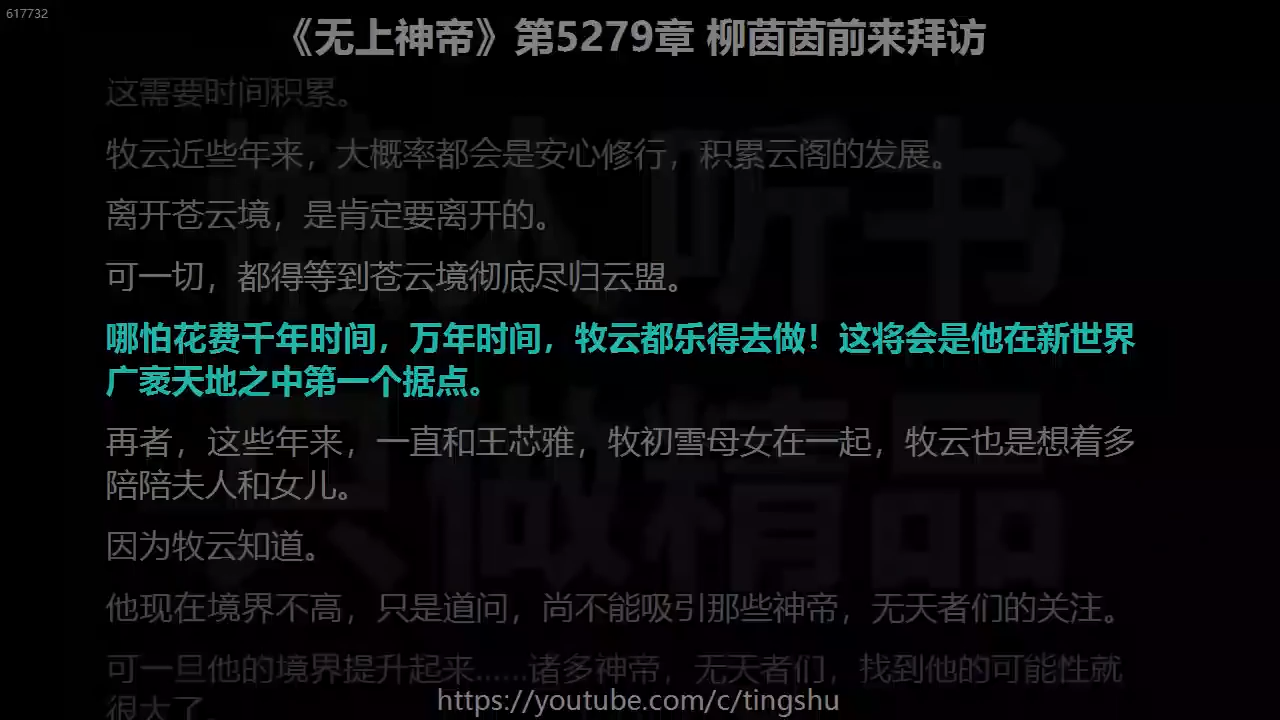 617732
《无上神帝》第5279章 柳茵茵前来拜访
这需要时间积累。
牧云近些年来，大概率都会是安心修行，积累云阁的发展。
离开苍云境，是肯定要离开的。
可一切，都得等到苍云境彻底尽归云盟。
哪怕花费千年时间，万年时间，牧云都乐得去做！这将会是他在新世界
广袤天地之中第一个据点。
再者，这些年来，一直和王芯雅，牧初雪母女在一起，牧云也是想着多
陪陪夫人和女儿。
因为牧云知道。
他现在境界不高，只是道问，尚不能吸引那些神帝，无天者们的关注。
可一旦他的境界提升起来……诸多神帝，无天者们，找到他的可能性就
很大了。
懒人听书
只做精品
https://youtube.com/c/tingshu